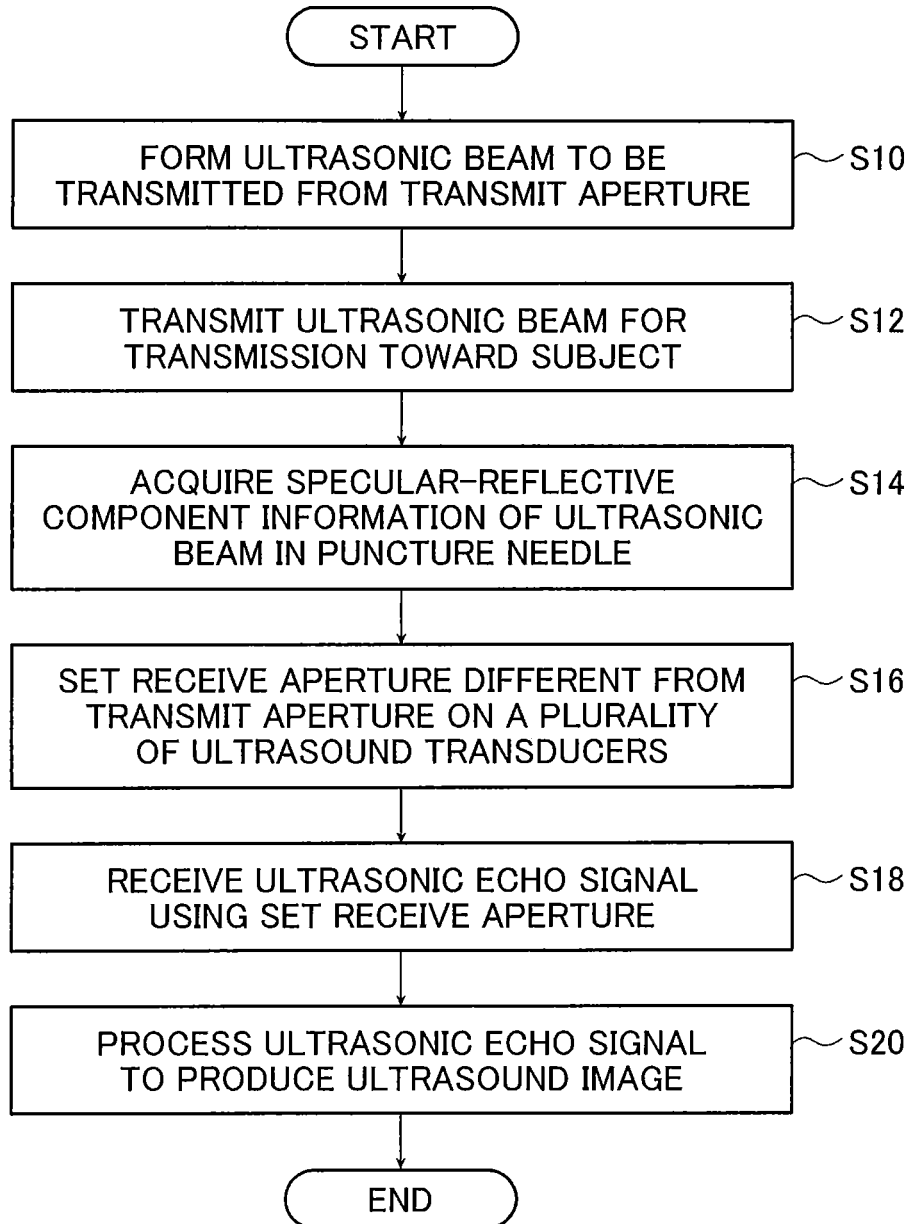 START
FORM ULTRASONIC BEAM TO BE
TRANSMITTED FROM TRANSMIT APERTURE
S10
TRANSMIT ULTRASONIC BEAM FOR
TRANSMISSION TOWARD SUBJECT
S12
ACQUIRE SPECULAR-REFLECTIVE
COMPONENT INFORMATION OF ULTRASONIC
BEAM IN PUNCTURE NEEDLE
S14
SET RECEIVE APERTURE DIFFERENT FROM
TRANSMIT APERTURE ON A PLURALITY
OF ULTRASOUND TRANSDUCERS
S16
RECEIVE ULTRASONIC ECHO SIGNAL
USING SET RECEIVE APERTURE
S18
PROCESS ULTRASONIC ECHO SIGNAL
TO PRODUCE ULTRASOUND IMAGE
S20
END